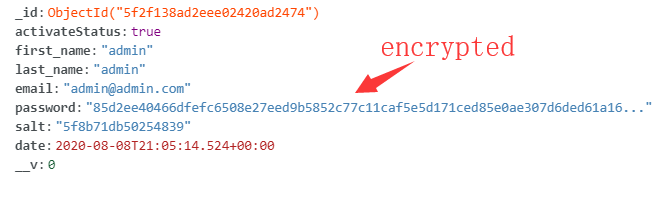 _id:ObjectId("5f2f138ad2eee02420ad2474")
activateStatus:true
first_name:"admin"
last_name:"admin"
email:"admin@admin.com"
encrypted
password:"85d2ee40466dfefc6508e27eed9b5852c77c11caf5e5d171ced85e0ae307d6ded61a16..."
salt:"5f8b71db50254839"
date:2020-08-08T21:05:14.524+00:00
__v:0